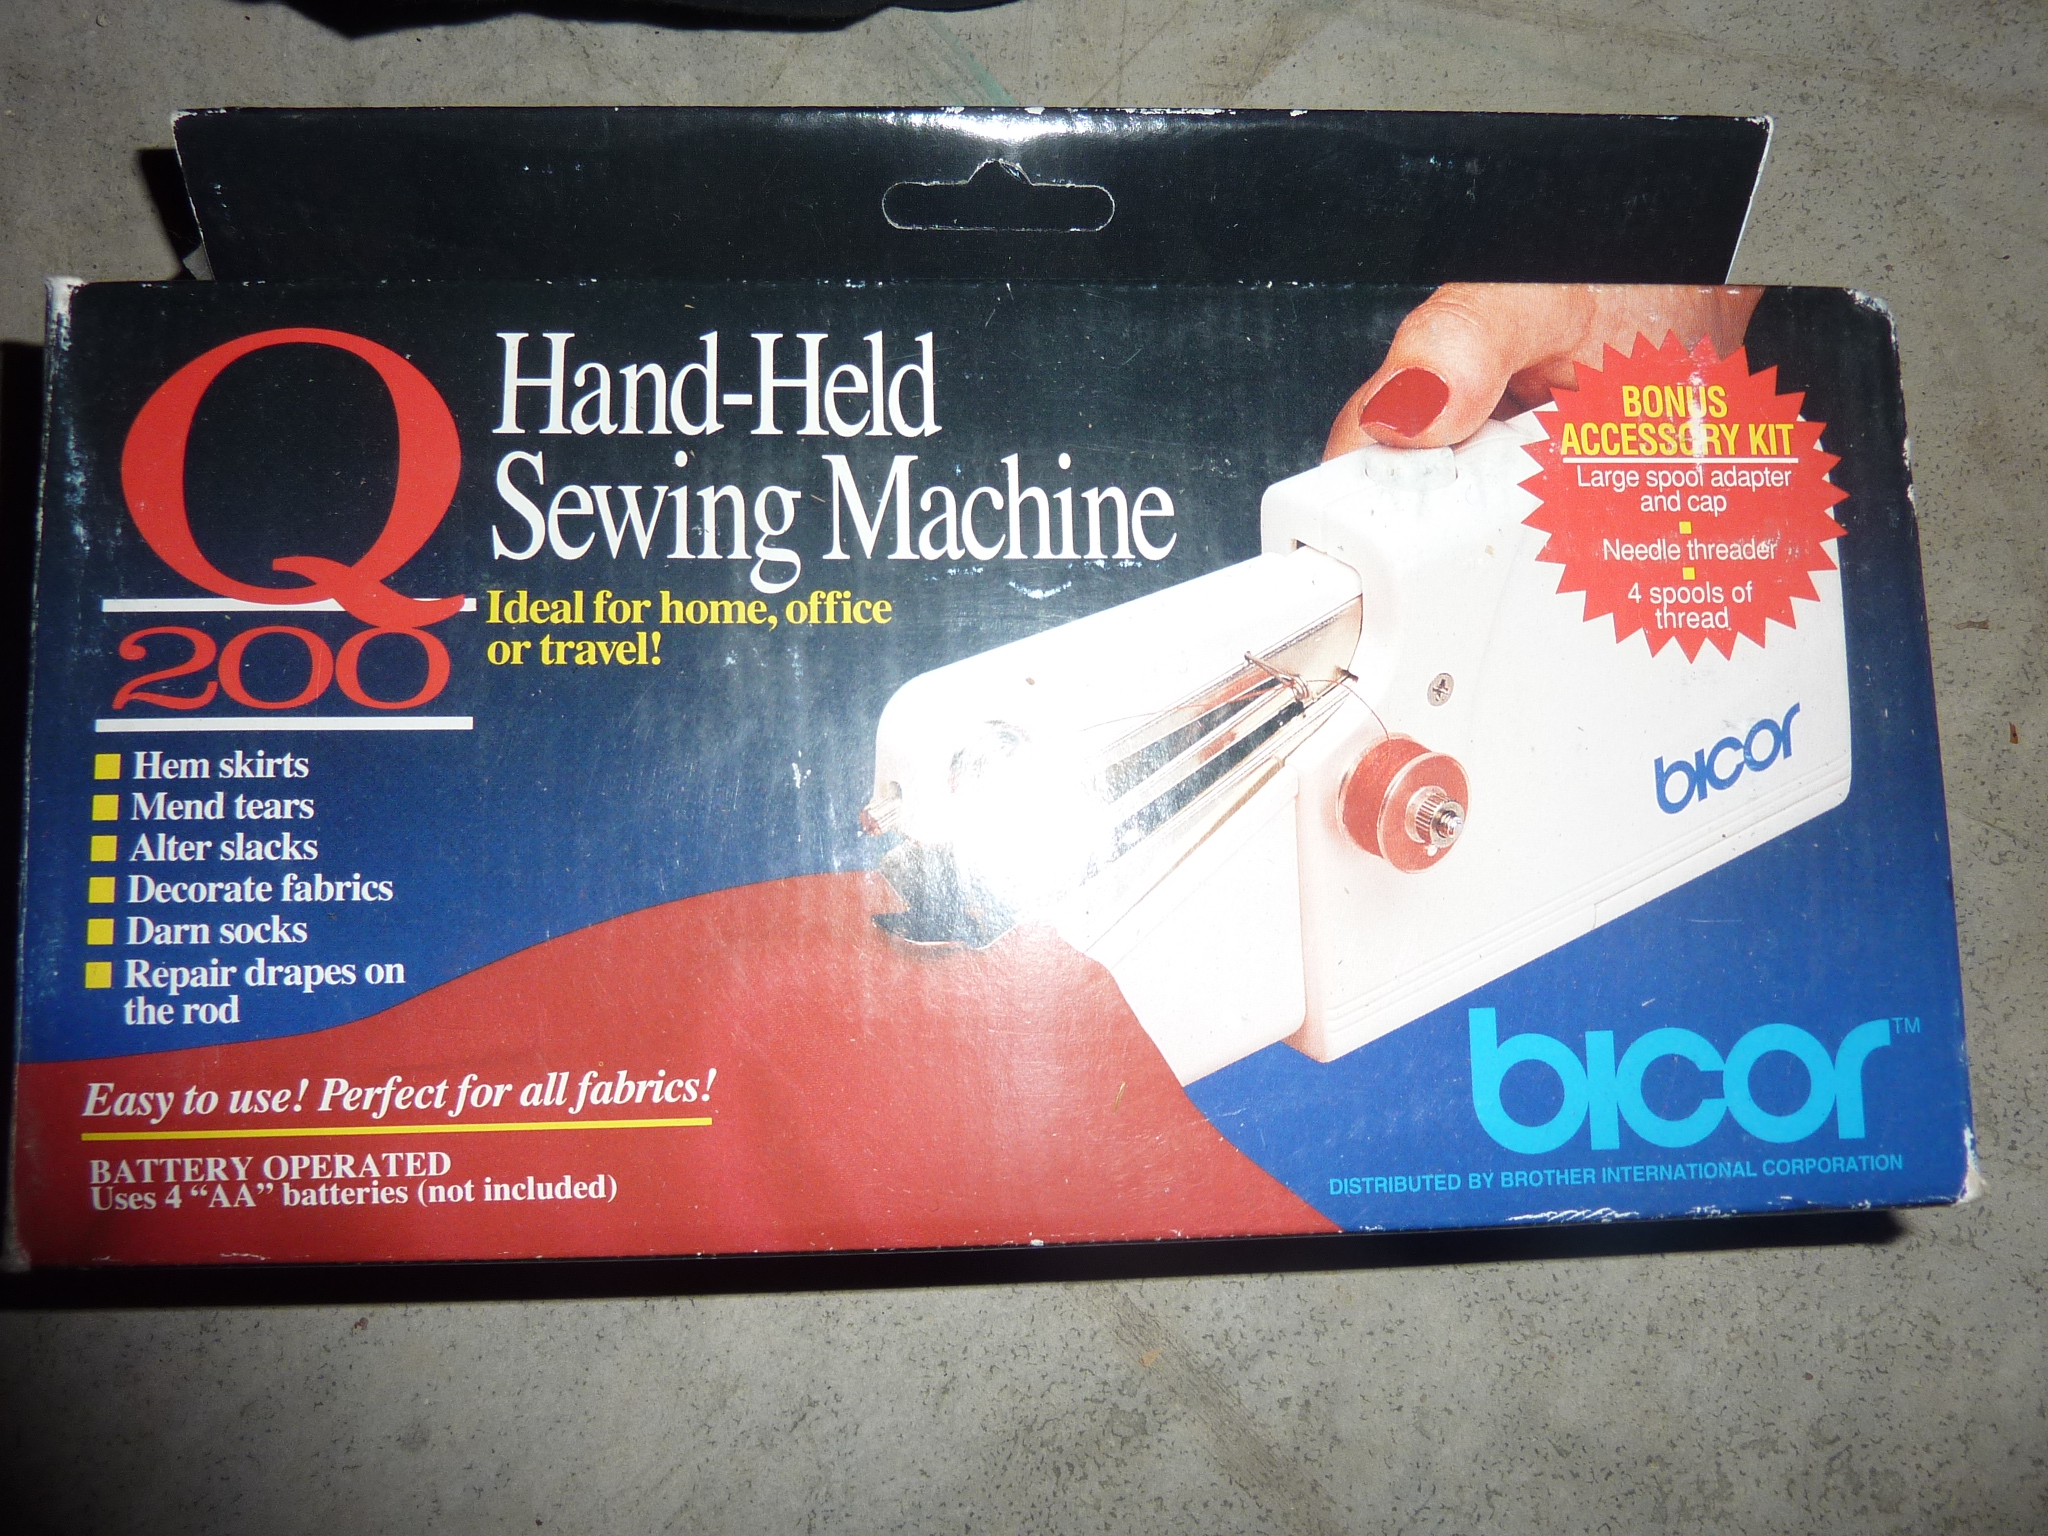 Q
200
Hand-Held
Sewing Machine
Ideal for home, office
or travel!
Hem skirts
Mend tears
Alter slacks
Decorate fabrics
Darn socks
Repair drapes on
the rod
Easy to use! Perfect for all fabrics!
BATTERY OPERATED
Uses 4 “AA” batteries (not included)
BONUS
ACCESSORY KIT
Large spool adapter
and cap
Needle threader
4 spools of
thread
bicor
bicor™
DISTRIBUTED BY BROTHER INTERNATIONAL CORPORATION